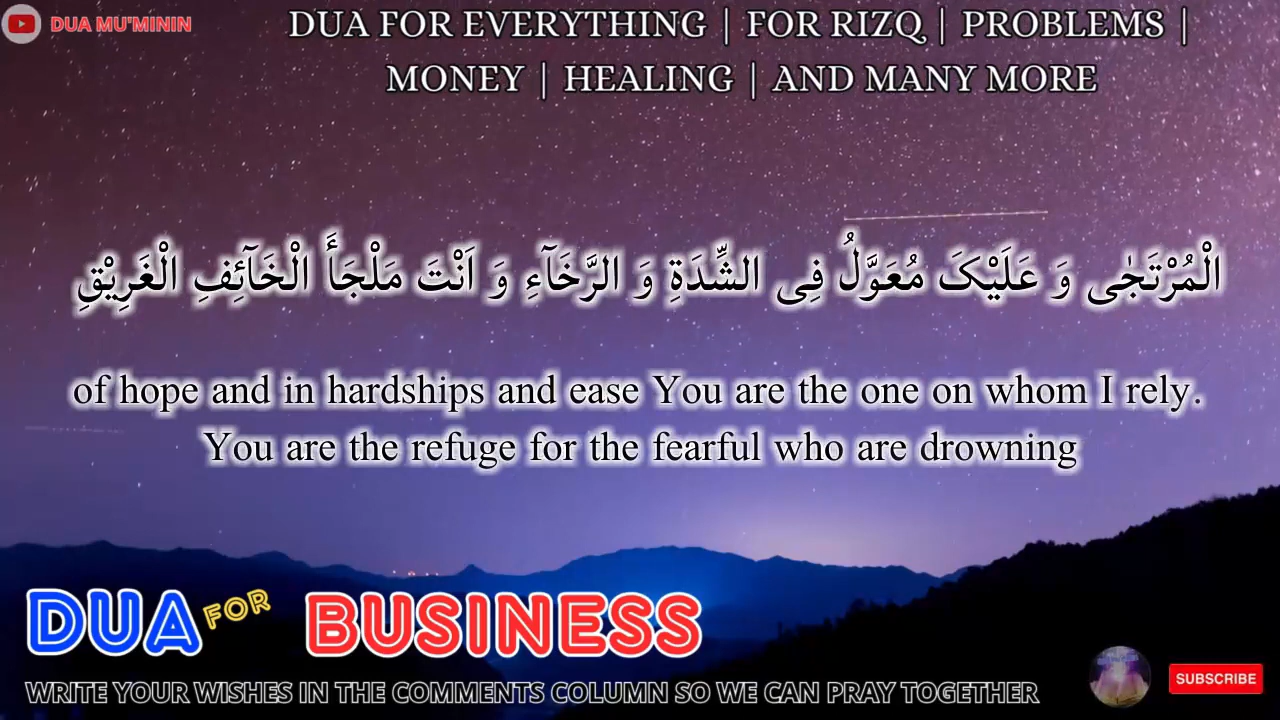 DUA MU'MININ
DUA FOR EVERYTHING | FOR RIZQ | PROBLEMS |
MONEY | HEALING | AND MANY MORE
الْمُرْتَجٰی وَ عَلَیْکَ مُعَوَّلُ فِی الشِّدَةِ وَ الرَّخَآءِ وَ اَنْتَ مَلْجَأَ الْخَآئِفِ الْغَرِیْقِ
of hope and in hardships and ease You are the one on whom I rely.
You are the refuge for the fearful who are drowning
DUA FOR BUSINESS
WRITE YOUR WISHES IN THE COMMENTS COLUMN SO WE CAN PRAY TOGETHER
SUBSCRIBE